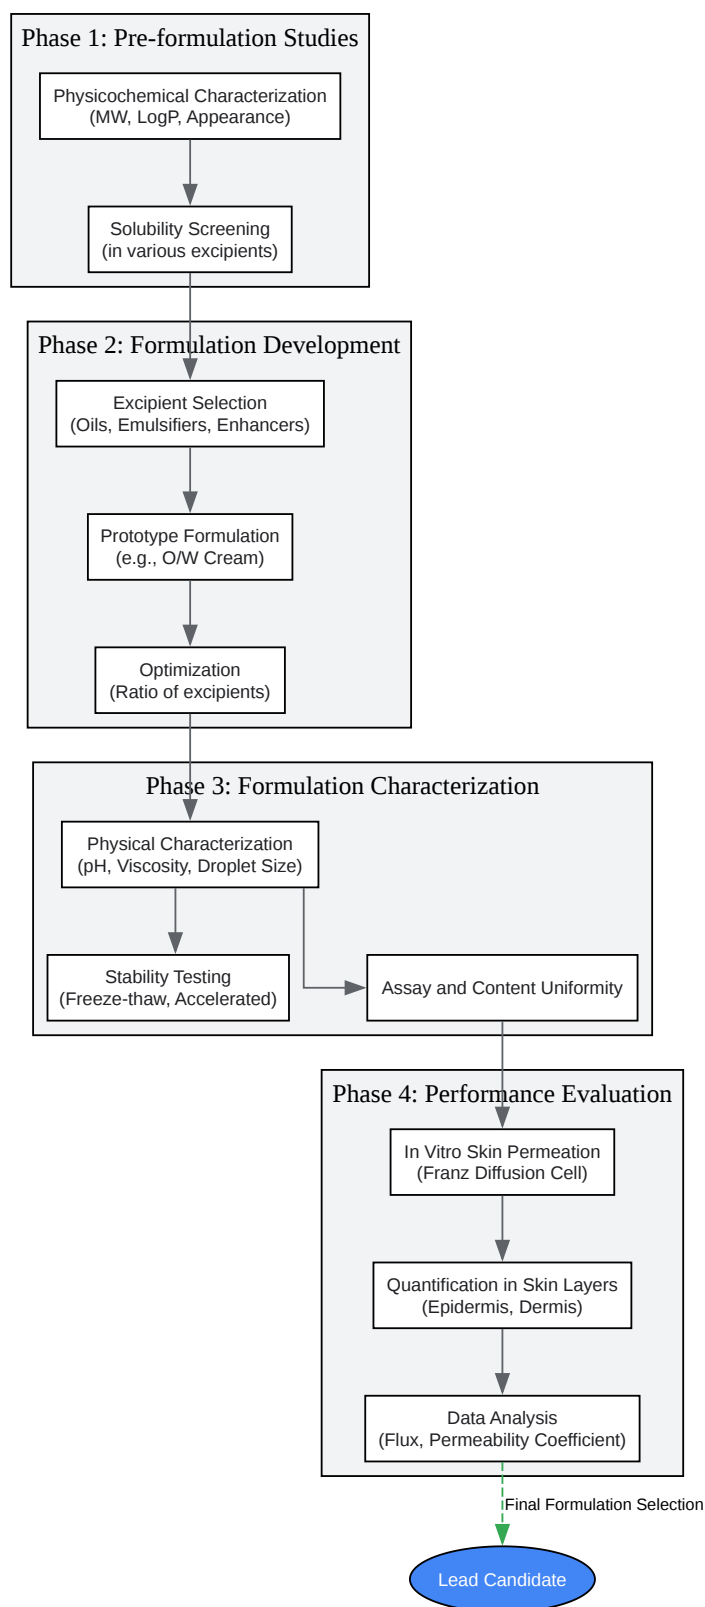 Phase 1: Pre-formulation Studies
Physicochemical Characterization
(MW, LogP, Appearance)
Solubility Screening
(in various excipients)
Phase 2: Formulation Development
Excipient Selection
(Oils, Emulsifiers, Enhancers)
Prototype Formulation
(e.g., O/W Cream)
Optimization
(Ratio of excipients)
Phase 3: Formulation Characterization
Physical Characterization
(pH, Viscosity, Droplet Size)
Stability Testing
(Freeze-thaw, Accelerated)
Assay and Content Uniformity
Phase 4: Performance Evaluation
In Vitro Skin Permeation
(Franz Diffusion Cell)
Quantification in Skin Layers
(Epidermis, Dermis)
Data Analysis
(Flux, Permeability Coefficient)
Final Formulation Selection
Lead Candidate